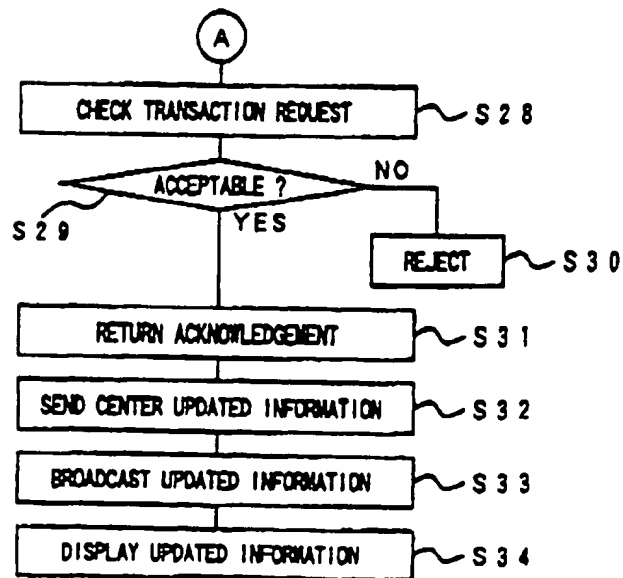 A
CHECK TRANSACTION REQUEST
S28
ACCEPTABLE ?
NO
S29
YES
REJECT
S30
RETURN ACKNOWLEDGEMENT
S31
SEND CENTER UPDATED INFORMATION
S32
BROADCAST UPDATED INFORMATION
S33
DISPLAY UPDATED INFORMATION
S34